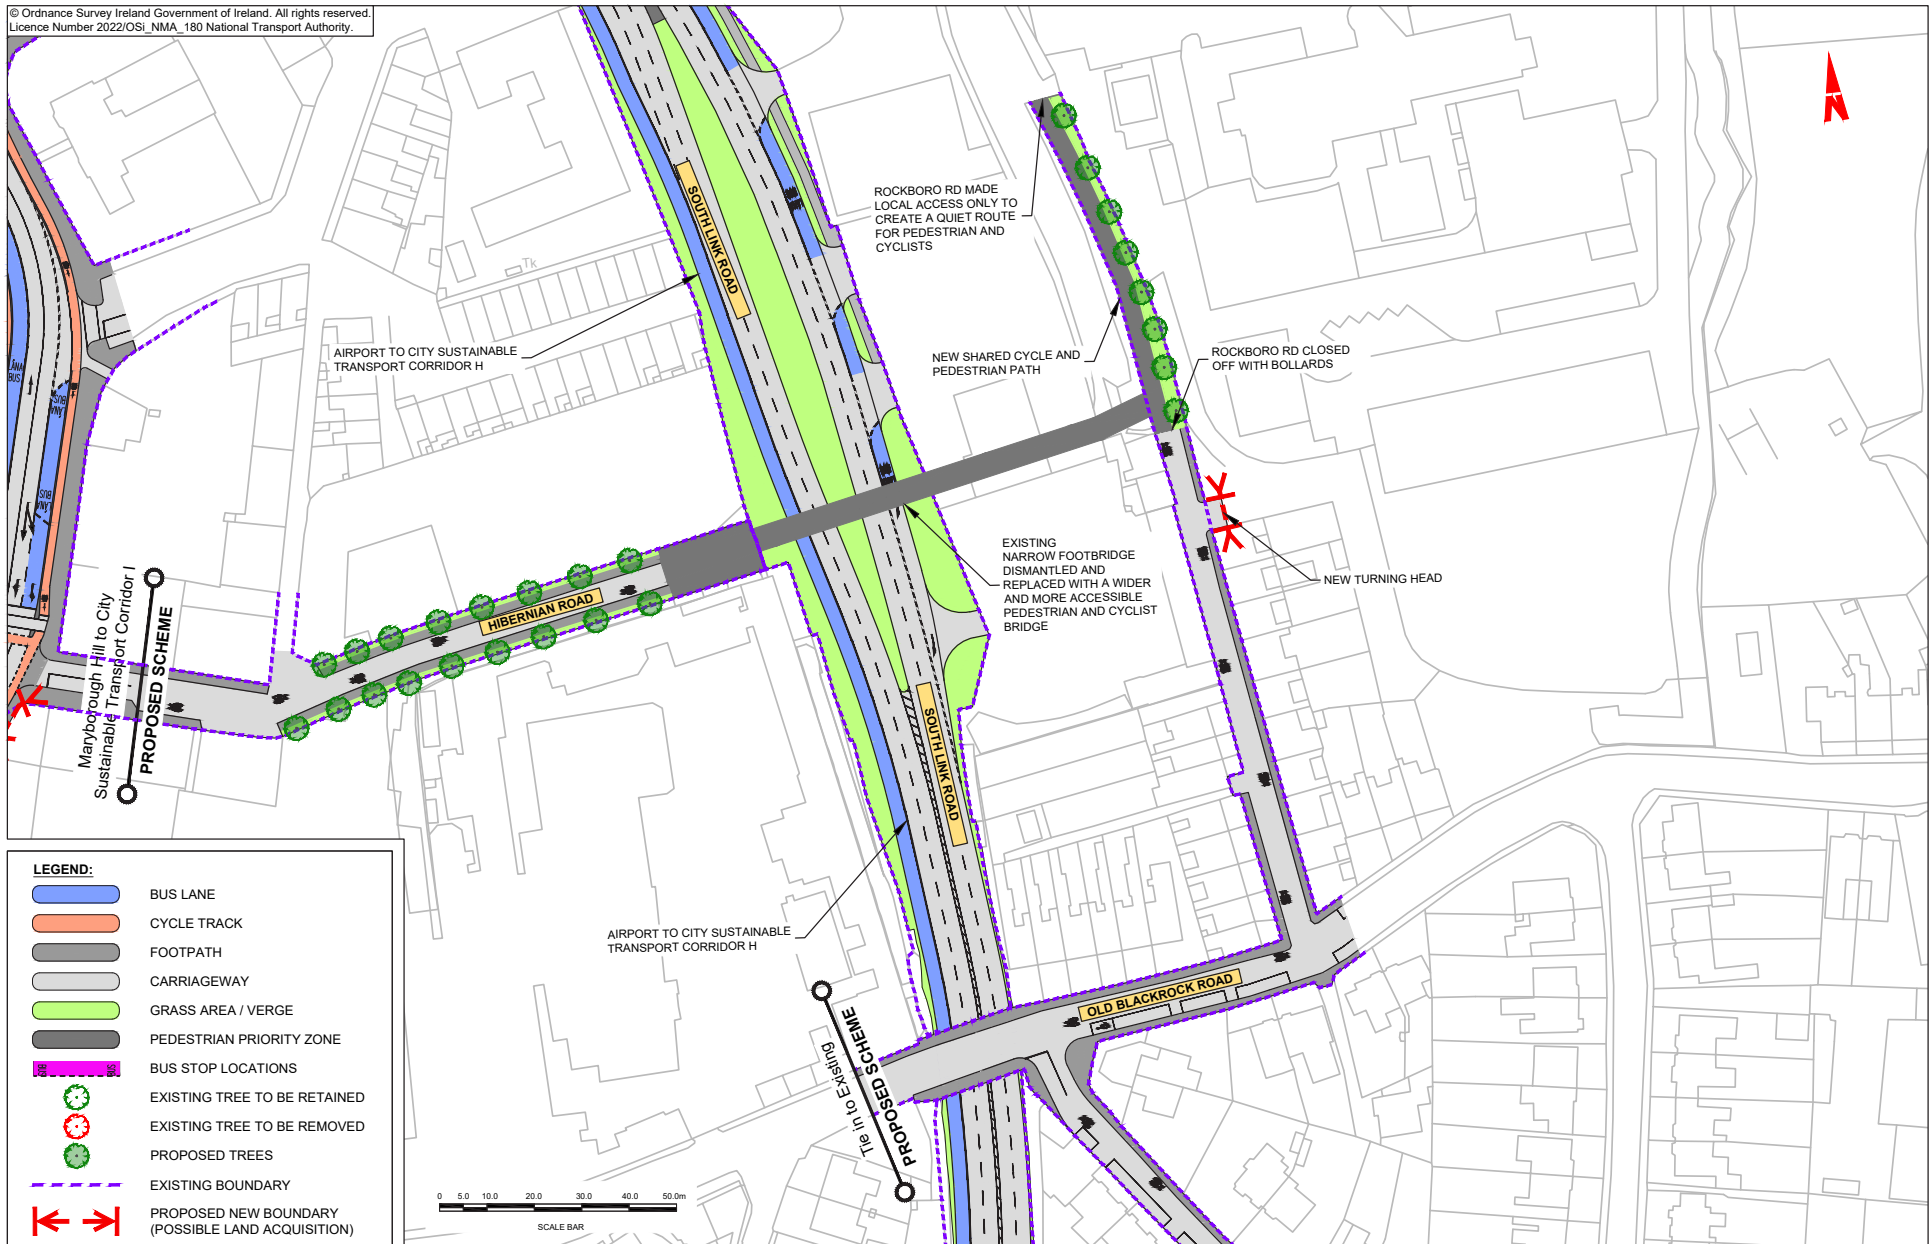 © Ordnance Survey Ireland Government of Ireland. All rights reserved.
Licence Number 2022/OSi_NMA_180 National Transport Authority.
N
Tk
SOUTH LINK ROAD
ROCKBORO RD MADE
LOCAL ACCESS ONLY TO
CREATE A QUIET ROUTE
FOR PEDESTRIAN AND
CYCLISTS
AIRPORT TO CITY SUSTAINABLE
TRANSPORT CORRIDOR H
NEW SHARED CYCLE AND
PEDESTRIAN PATH
ROCKBORO RD CLOSED
OFF WITH BOLLARDS
LÁNA
BUS
LÁNA
BUS
LÁNA
BUS
EXISTING
NARROW FOOTBRIDGE
DISMANTLED AND
REPLACED WITH A WIDER
AND MORE ACCESSIBLE
PEDESTRIAN AND CYCLIST
BRIDGE
NEW TURNING HEAD
HIBERNIAN ROAD
Maryborough Hill to City
Sustainable Transport Corridor I
PROPOSED SCHEME
SOUTH LINK ROAD
AIRPORT TO CITY SUSTAINABLE
TRANSPORT CORRIDOR H
OLD BLACKROCK ROAD
Tie in to Existing
PROPOSED SCHEME
LEGEND:
BUS LANE
CYCLE TRACK
FOOTPATH
CARRIAGEWAY
GRASS AREA / VERGE
PEDESTRIAN PRIORITY ZONE
BUS STOP LOCATIONS
EXISTING TREE TO BE RETAINED
EXISTING TREE TO BE REMOVED
PROPOSED TREES
EXISTING BOUNDARY
PROPOSED NEW BOUNDARY
(POSSIBLE LAND ACQUISITION)
0 5.0 10.0 20.0 30.0 40.0 50.0m
SCALE BAR